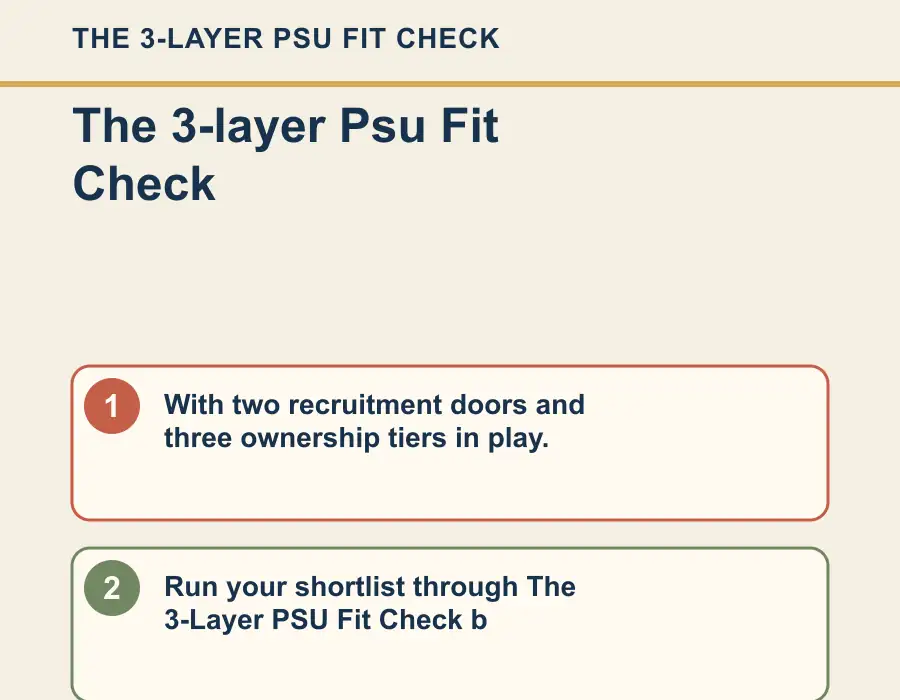 THE 3-LAYER PSU FIT CHECK
The 3-layer Psu Fit
Check
1
With two recruitment doors and
three ownership tiers in play.
2
Run your shortlist through The
3-Layer PSU Fit Check b